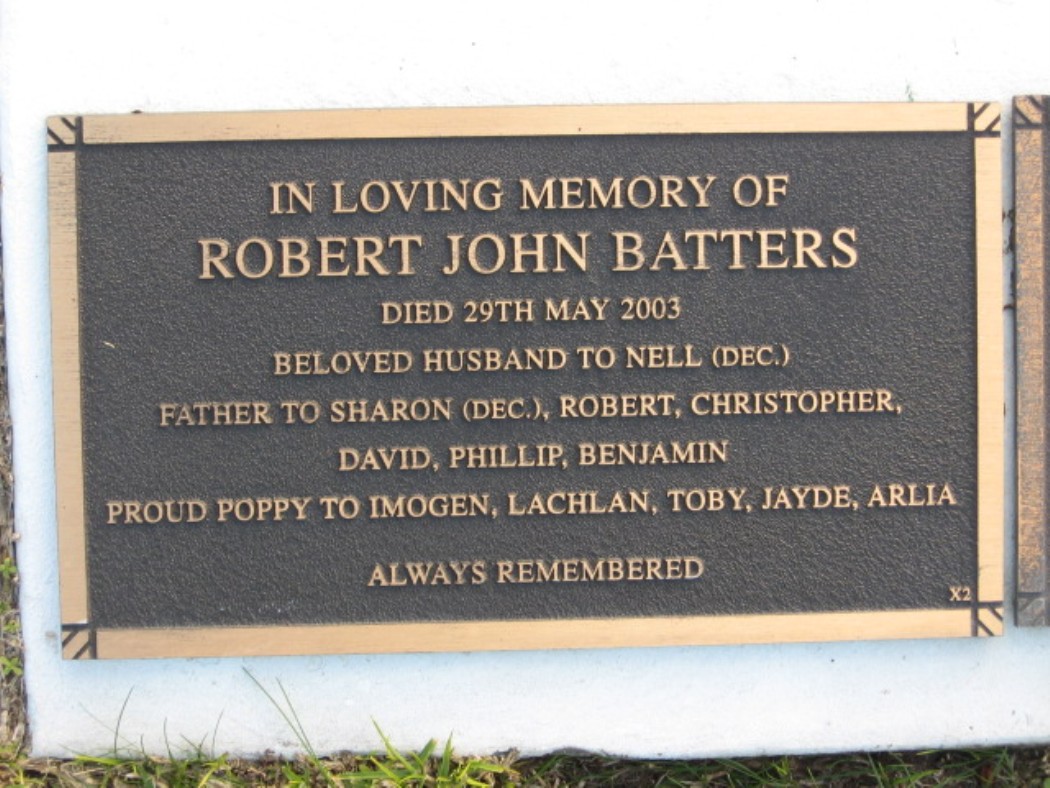 IN LOVING MEMORY OF
ROBERT JOHN BATTERS
DIED 29TH MAY 2003
BELOVED HUSBAND TO NELL (DEC.)
FATHER TO SHARON (DEC.), ROBERT, CHRISTOPHER,
DAVID, PHILLIP, BENJAMIN
PROUD POPPY TO IMOGEN, LACHLAN, TOBY, JAYDE, ARLIA
ALWAYS REMEMBERED
X2